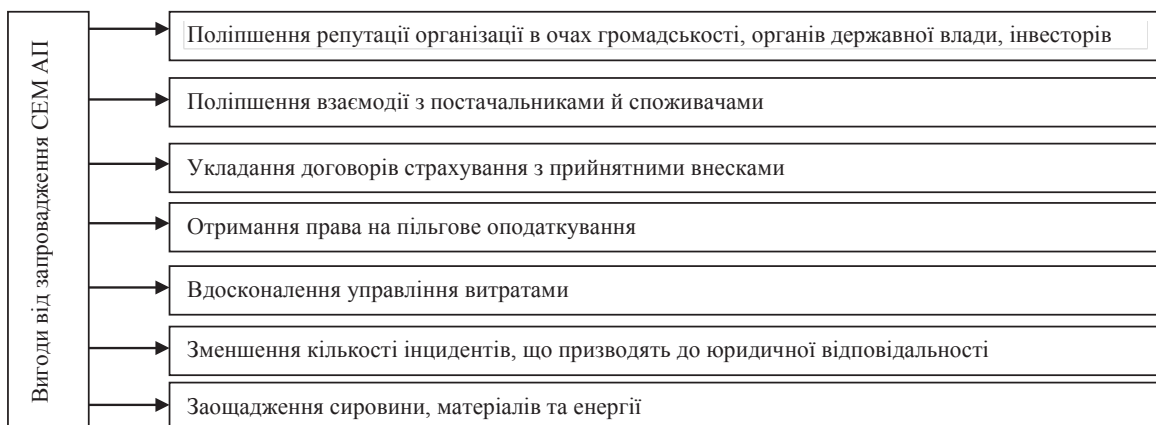 Вигоди від запровадження СЕМ АП
Поліпшення репутації організації в очах громадськості, органів державної влади, інвесторів
Поліпшення взаємодії з постачальниками й споживачами
Укладання договорів страхування з прийнятними внесками
Отримання права на пільгове оподаткування
Вдосконалення управління витратами
Зменшення кількості інцидентів, що призводять до юридичної відповідальності
Заощадження сировини, матеріалів та енергії